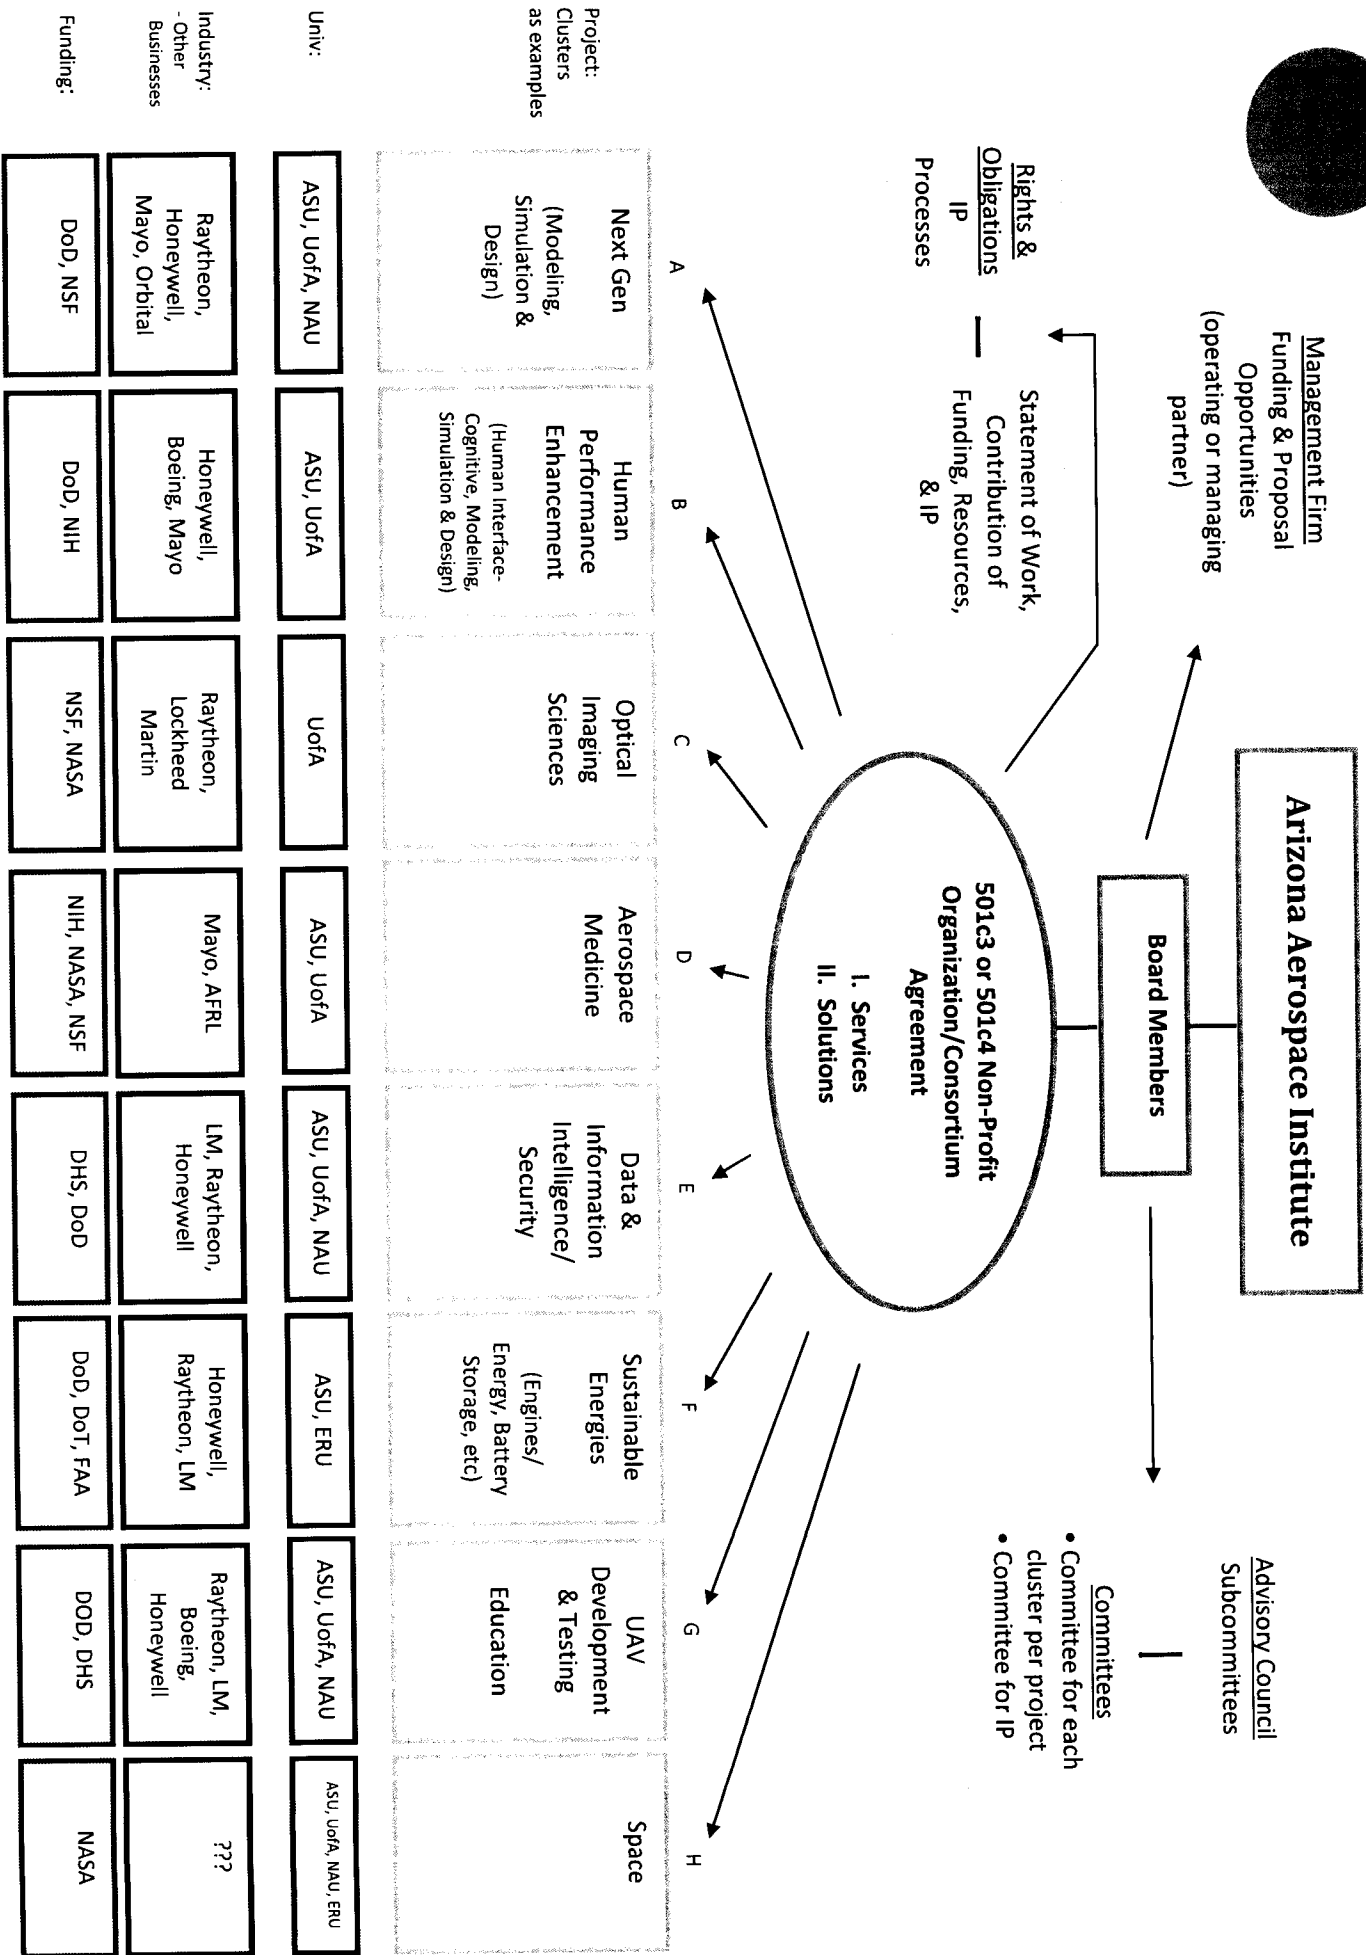 Arizona Aerospace Institute
Board Members
Management Firm
Funding & Proposal
Opportunities
(operating or managing
partner)
Advisory Council
Subcommittees
Committees
• Committee for each
cluster per project
• Committee for IP
Rights &
Obligations
IP
Processes
Statement of Work,
Contribution of
Funding, Resources,
& IP
501c3 or 501c4 Non-Profit
Organization/Consortium
Agreement
I. Services
II. Solutions
A
B
C
D
E
F
G
H
Project:
Clusters
as examples
Next Gen
(Modeling,
Simulation &
Design)
Human
Performance
Enhancement
(Human Interface-
Cognitive, Modeling,
Simulation & Design)
Optical
Imaging
Sciences
Aerospace
Medicine
Data &
Information
Intelligence/
Security
Sustainable
Energies
(Engines/
Energy, Battery
Storage, etc)
UAV
Development
& Testing
Education
Space
Univ:
ASU, UofA, NAU
ASU, UofA
UofA
ASU, UofA
ASU, UofA, NAU
ASU, ERU
ASU, UofA, NAU
ASU, UofA, NAU, ERU
Industry:
- Other
Businesses
Raytheon,
Honeywell,
Mayo, Orbital
Honeywell,
Boeing, Mayo
Raytheon,
Lockheed
Martin
Mayo, AFRL
LM, Raytheon,
Honeywell
Honeywell,
Raytheon, LM
Raytheon, LM,
Boeing,
Honeywell
???
Funding:
DoD, NSF
DoD, NIH
NSF, NASA
NIH, NASA, NSF
DHS, DoD
DoD, DoT, FAA
DOD, DHS
NASA